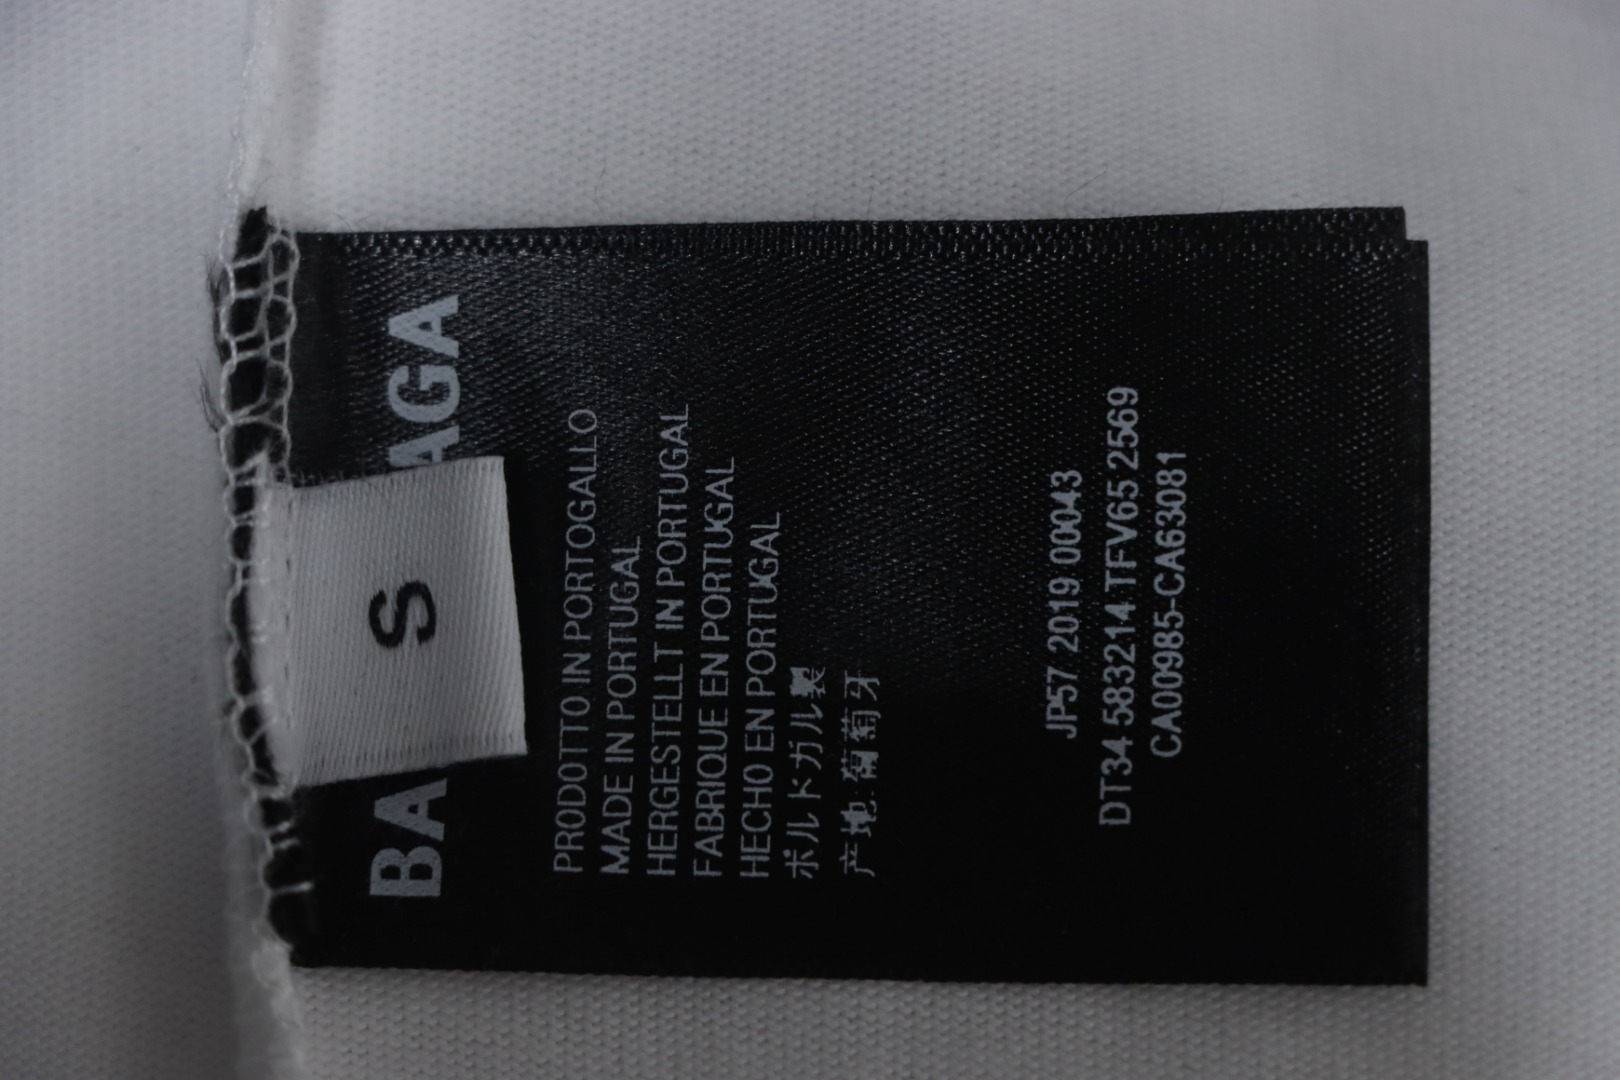 BA AGA
S
PRODOTTO IN PORTOGALLO
MADE IN PORTUGAL
HERGESTELLT IN PORTUGAL
FABRIQUE EN PORTUGAL
HECHO EN PORTUGAL
ポルトガル製
产地:葡萄牙
JP57 2019 00043
DT34 583214 TFV65 2569
CA00985-CA63081